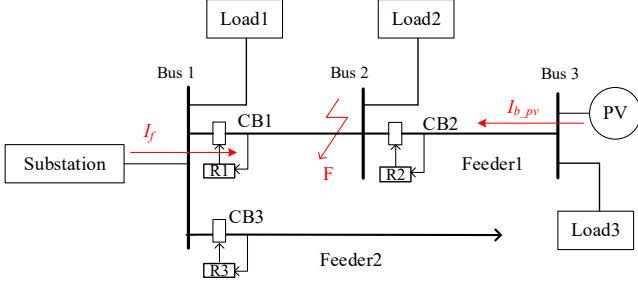 Load1
Load2
Bus 1
Bus 2
Bus 3
I_f
CB1
CB2
I_b_pv
PV
Substation
R1
F
R2
Feeder1
CB3
Load3
R3
Feeder2